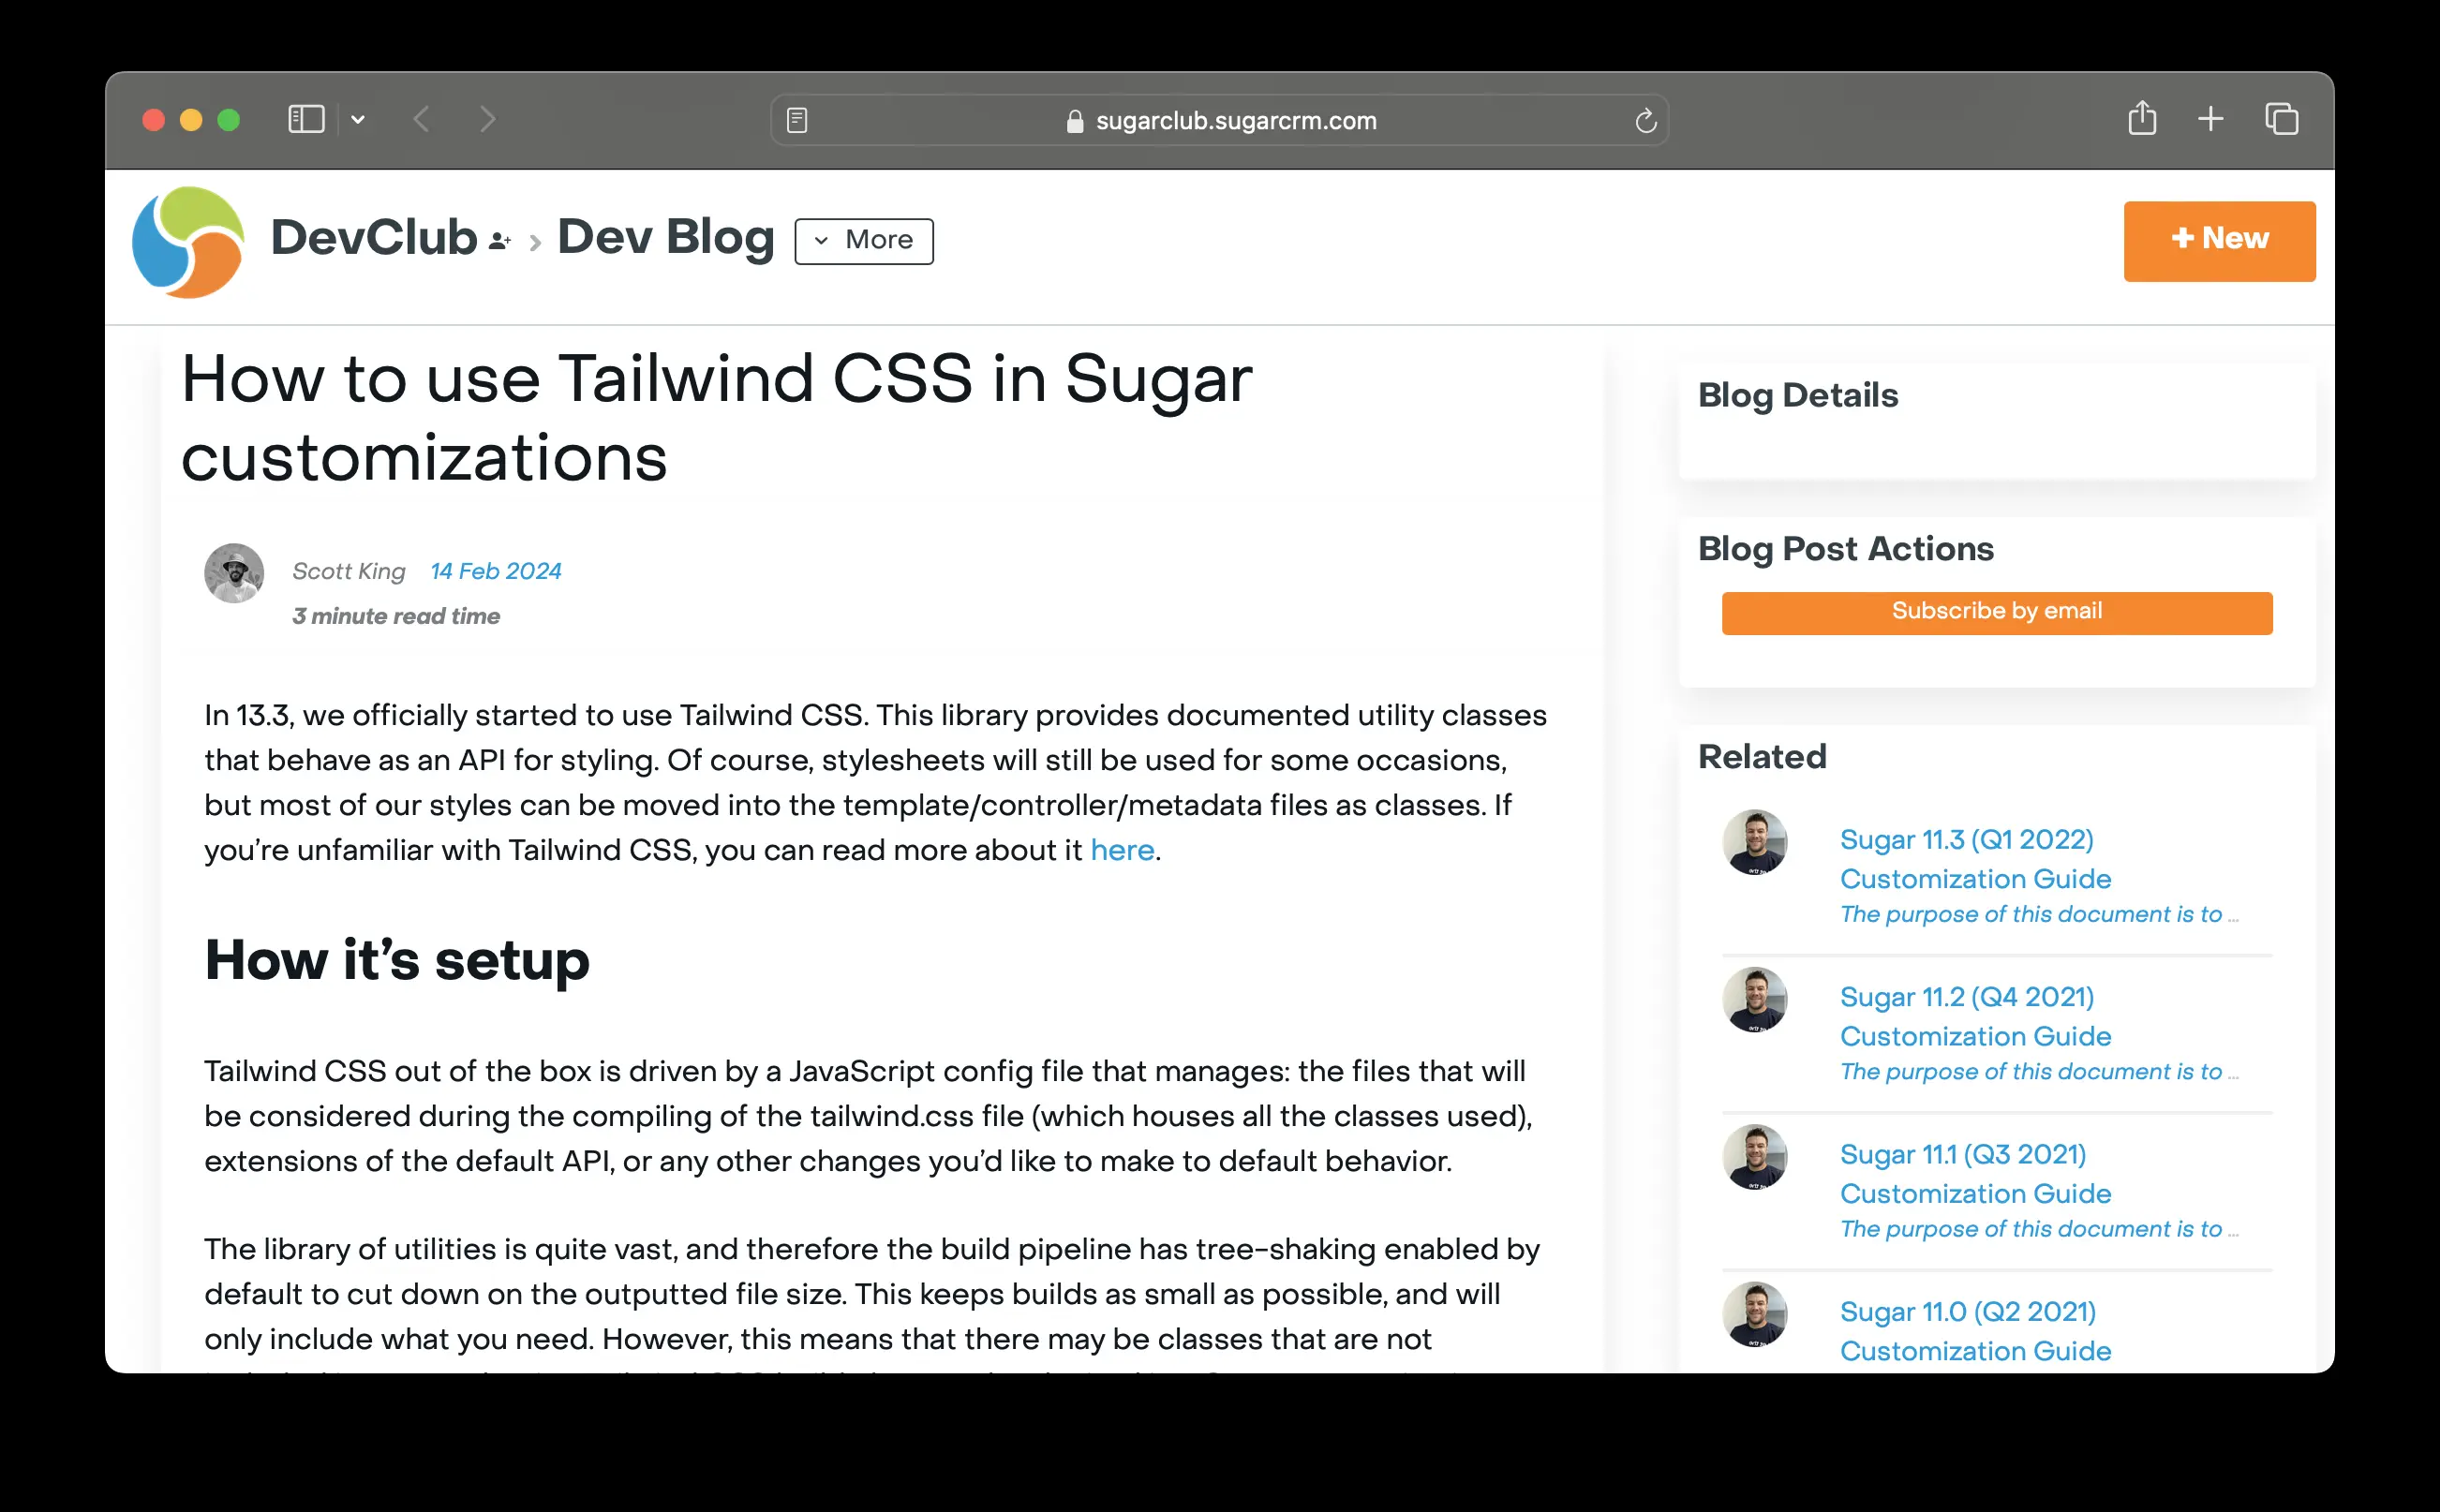 sugarclub.sugarcrm.com
DevClub › Dev Blog
More
+ New
How to use Tailwind CSS in Sugar
customizations
Scott King 14 Feb 2024
3 minute read time
In 13.3, we officially started to use Tailwind CSS. This library provides documented utility classes
that behave as an API for styling. Of course, stylesheets will still be used for some occasions,
but most of our styles can be moved into the template/controller/metadata files as classes. If
you’re unfamiliar with Tailwind CSS, you can read more about it here.
How it’s setup
Tailwind CSS out of the box is driven by a JavaScript config file that manages: the files that will
be considered during the compiling of the tailwind.css file (which houses all the classes used),
extensions of the default API, or any other changes you’d like to make to default behavior.
The library of utilities is quite vast, and therefore the build pipeline has tree-shaking enabled by
default to cut down on the outputted file size. This keeps builds as small as possible, and will
only include what you need. However, this means that there may be classes that are not
Blog Details
Blog Post Actions
Subscribe by email
Related
Sugar 11.3 (Q1 2022)
Customization Guide
The purpose of this document is to ...
Sugar 11.2 (Q4 2021)
Customization Guide
The purpose of this document is to ...
Sugar 11.1 (Q3 2021)
Customization Guide
The purpose of this document is to ...
Sugar 11.0 (Q2 2021)
Customization Guide